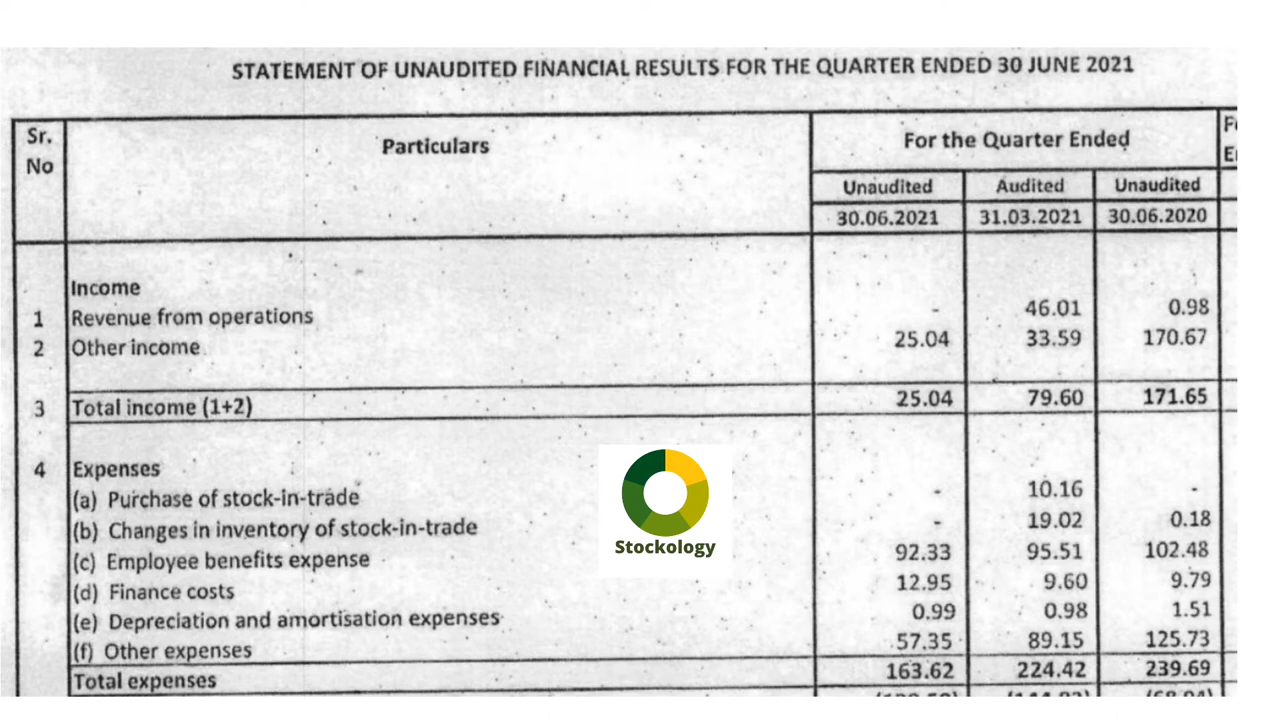 STATEMENT OF UNAUDITED FINANCIAL RESULTS FOR THE QUARTER ENDED 30 JUNE 2021
Sr. No Particulars For the Quarter Ended
Unaudited Audited Unaudited
30.06.2021 31.03.2021 30.06.2020
Income
1 Revenue from operations - 46.01 0.98
2 Other income 25.04 33.59 170.67
3 Total income (1+2) 25.04 79.60 171.65
4 Expenses
(a) Purchase of stock-in-trade - 10.16 -
(b) Changes in inventory of stock-in-trade - 19.02 0.18
(c) Employee benefits expense 92.33 95.51 102.48
(d) Finance costs 12.95 9.60 9.79
(e) Depreciation and amortisation expenses 0.99 0.98 1.51
(f) Other expenses 57.35 89.15 125.73
Total expenses 163.62 224.42 239.69
Stockology